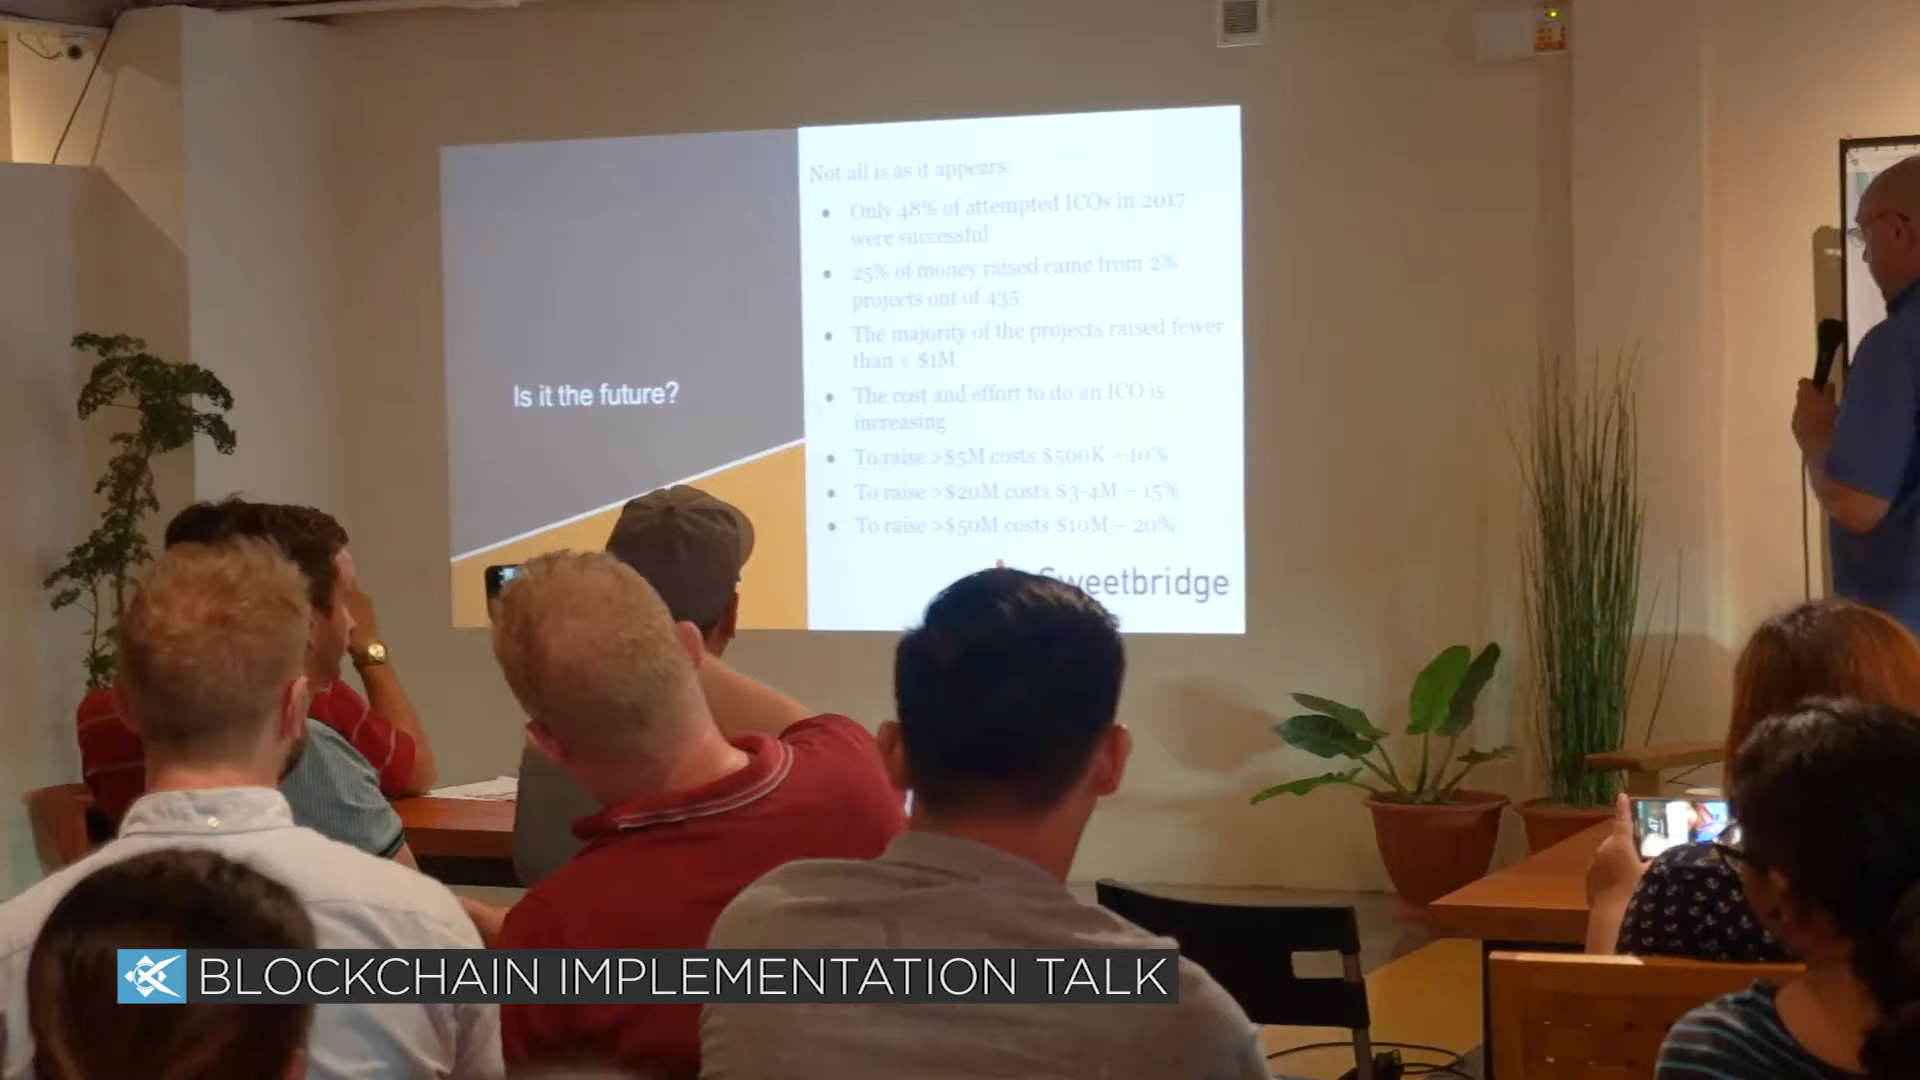 Not all is as it appears:
Only 48% of attempted ICOs in 2017
were successful
25% of money raised came from 2%
projects out of 435
The majority of the projects raised fewer
than < $1M
The cost and effort to do an ICO is
increasing
To raise >$5M costs $500K – 10%
To raise >$20M costs $3-4M – 15%
To raise >$50M costs $10M – 20%
Is it the future?
Sweetbridge
BLOCKCHAIN IMPLEMENTATION TALK